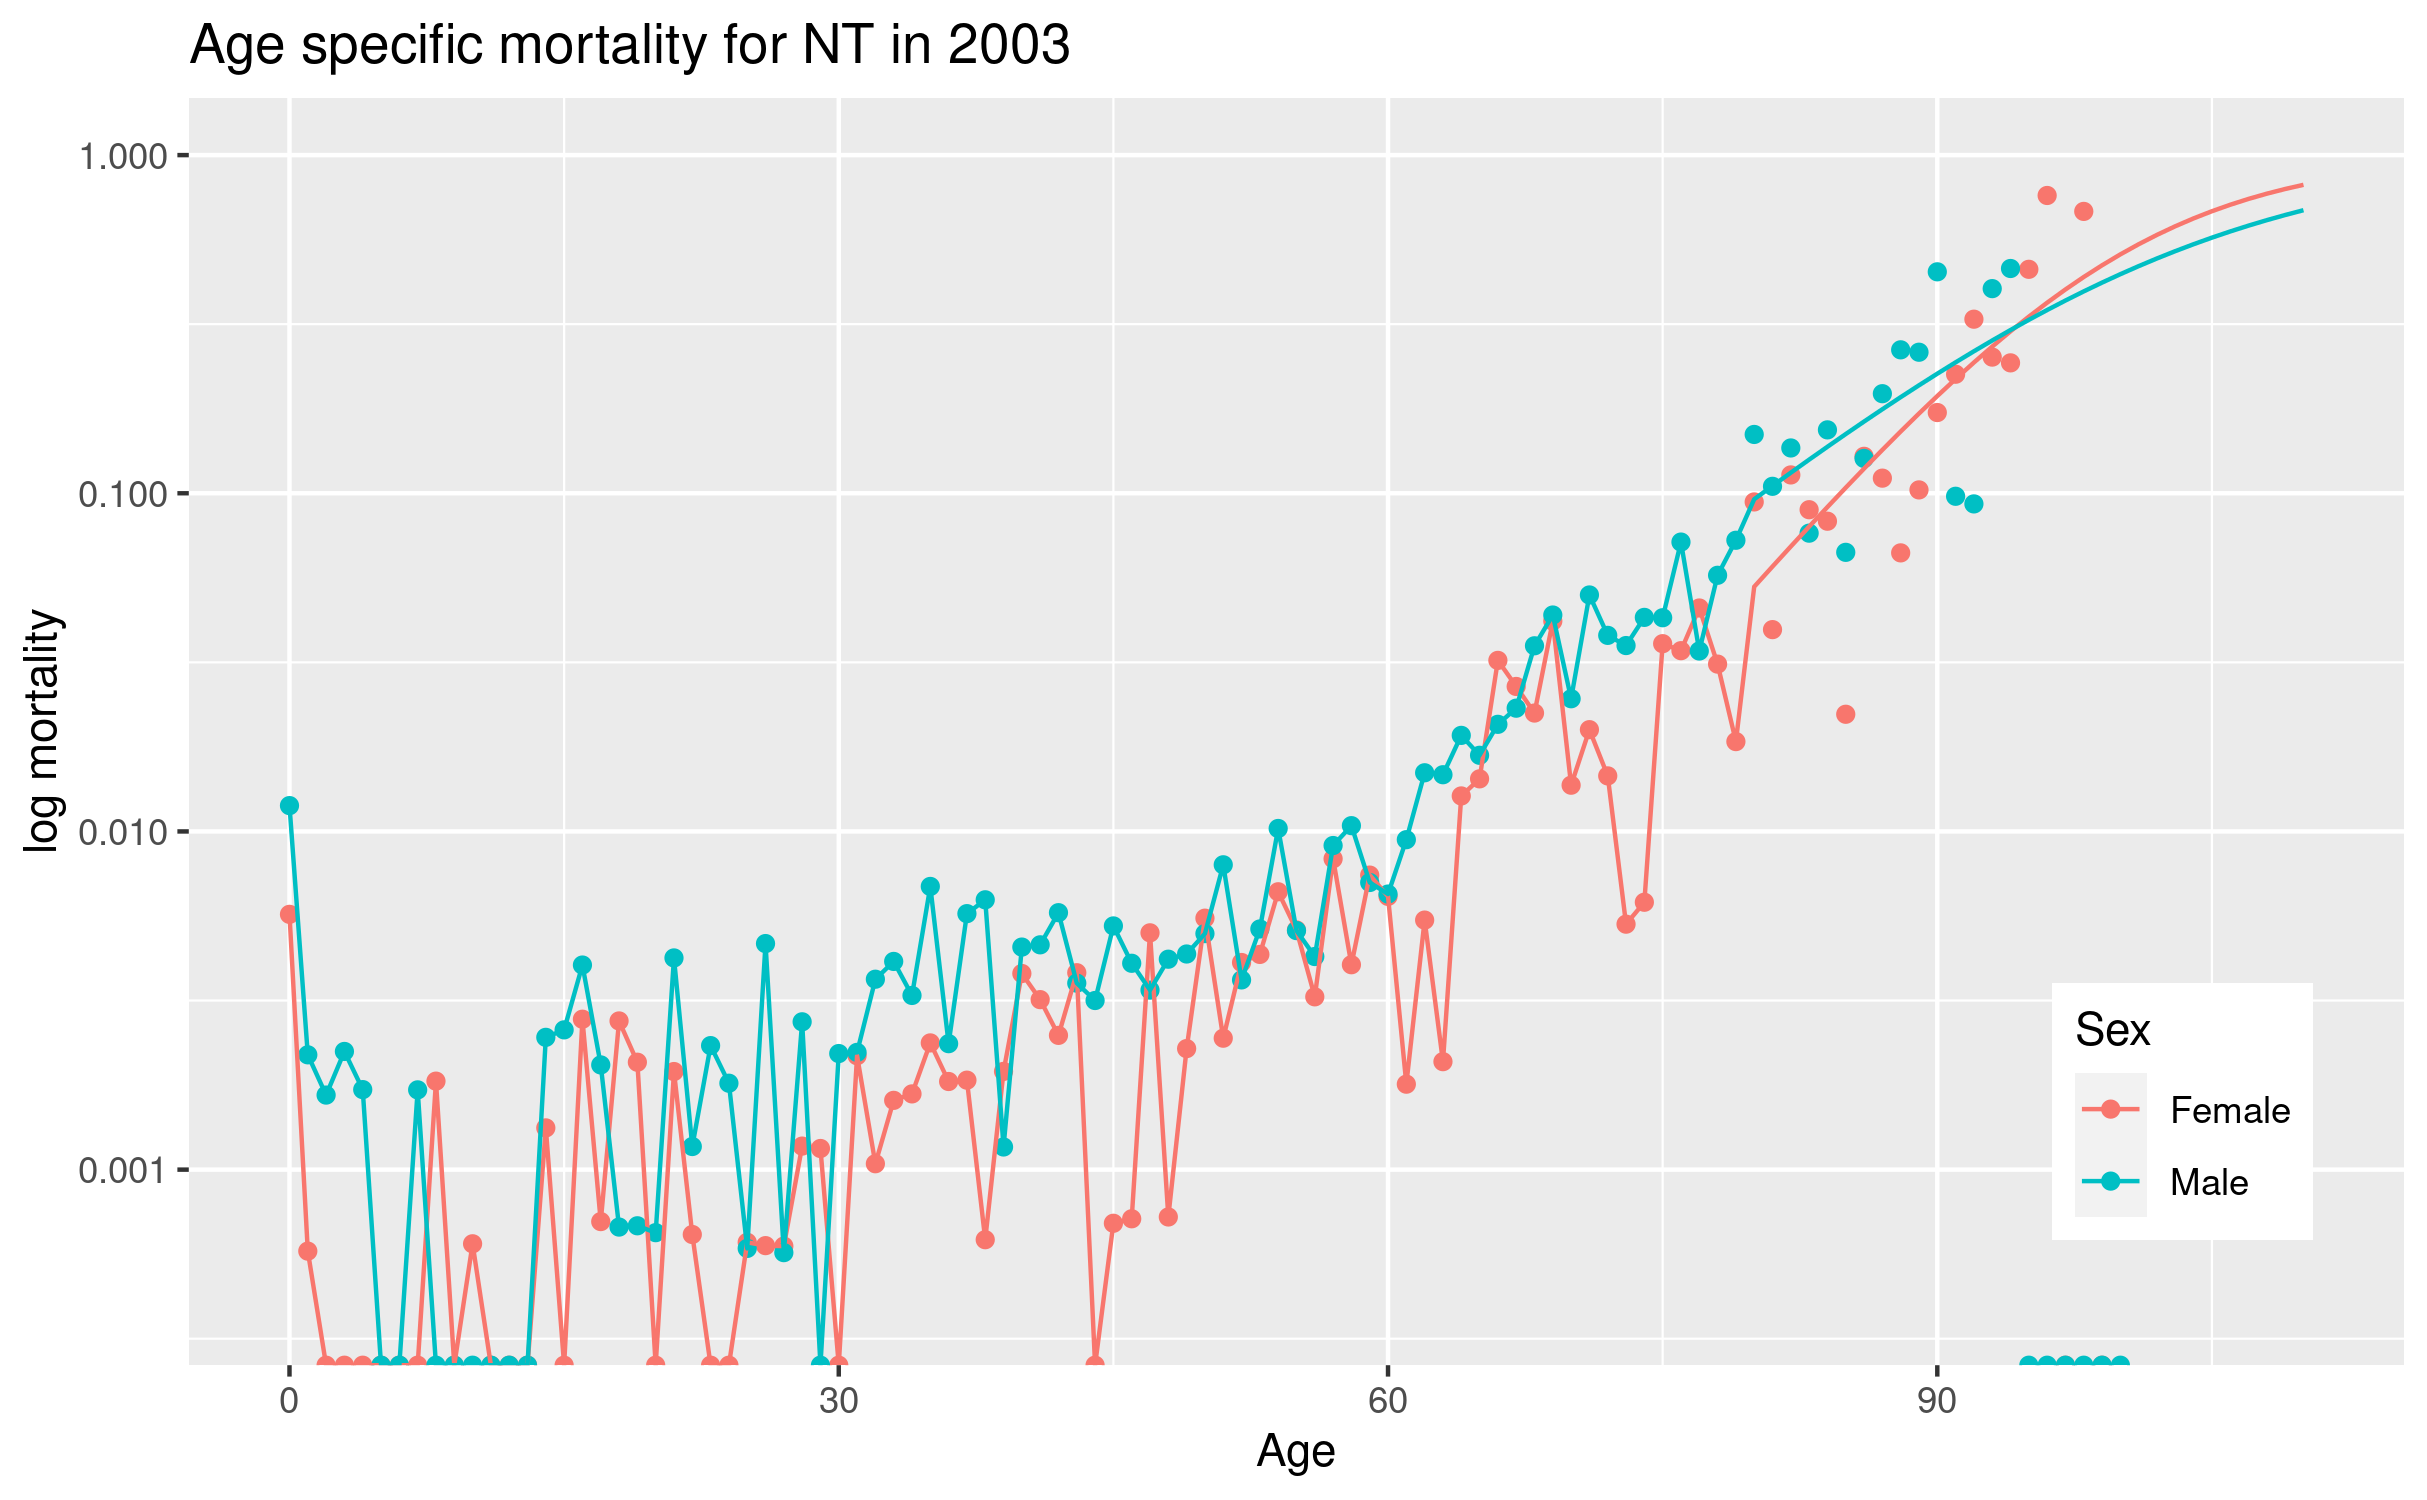 Age specific mortality for NT in 2003
1.000
0.100
0.010
0.001
log mortality
0
30
60
90
Age
Sex
Female
Male